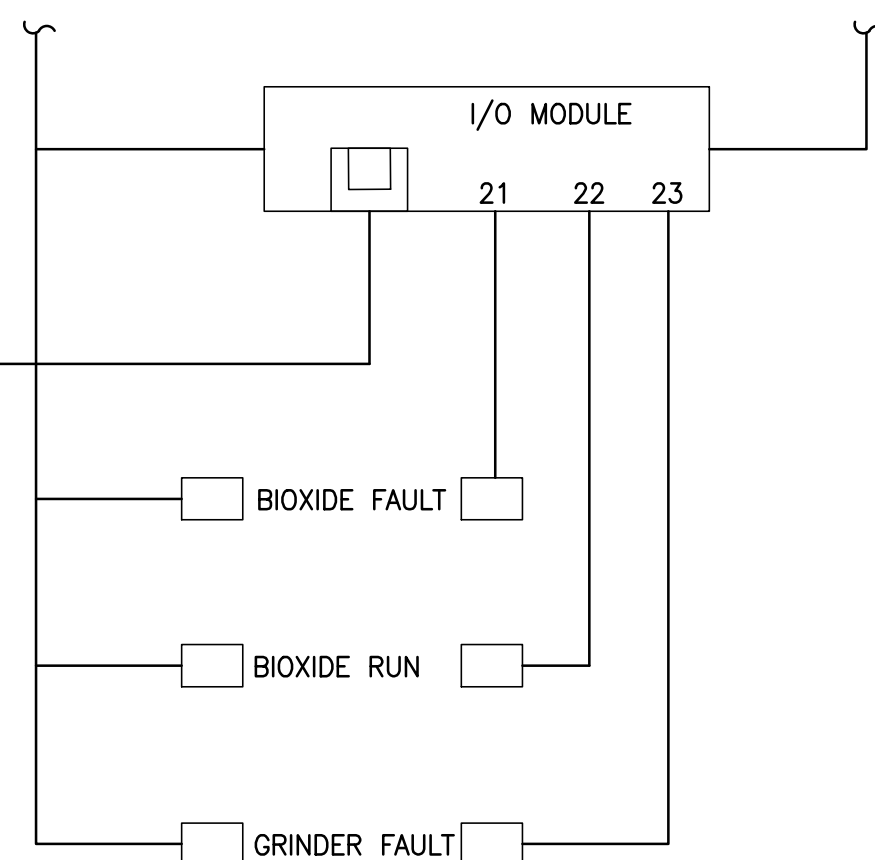 I/O MODULE
21 22 23
BIOXIDE FAULT
BIOXIDE RUN
GRINDER FAULT